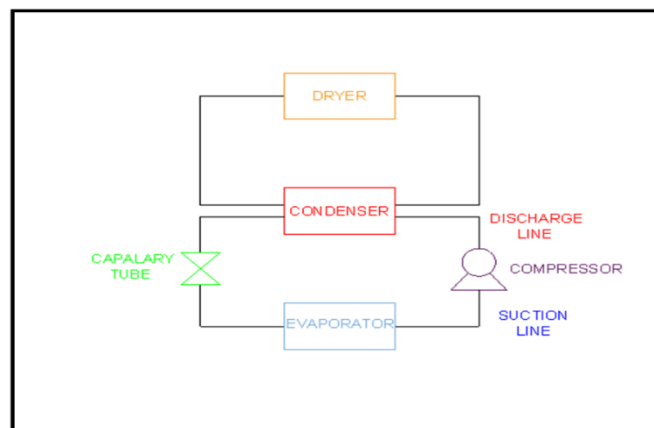 DRYER
CONDENSER
DISCHARGE
LINE
CAPALARY
TUBE
COMPRESSOR
EVAPORATOR
SUCTION
LINE